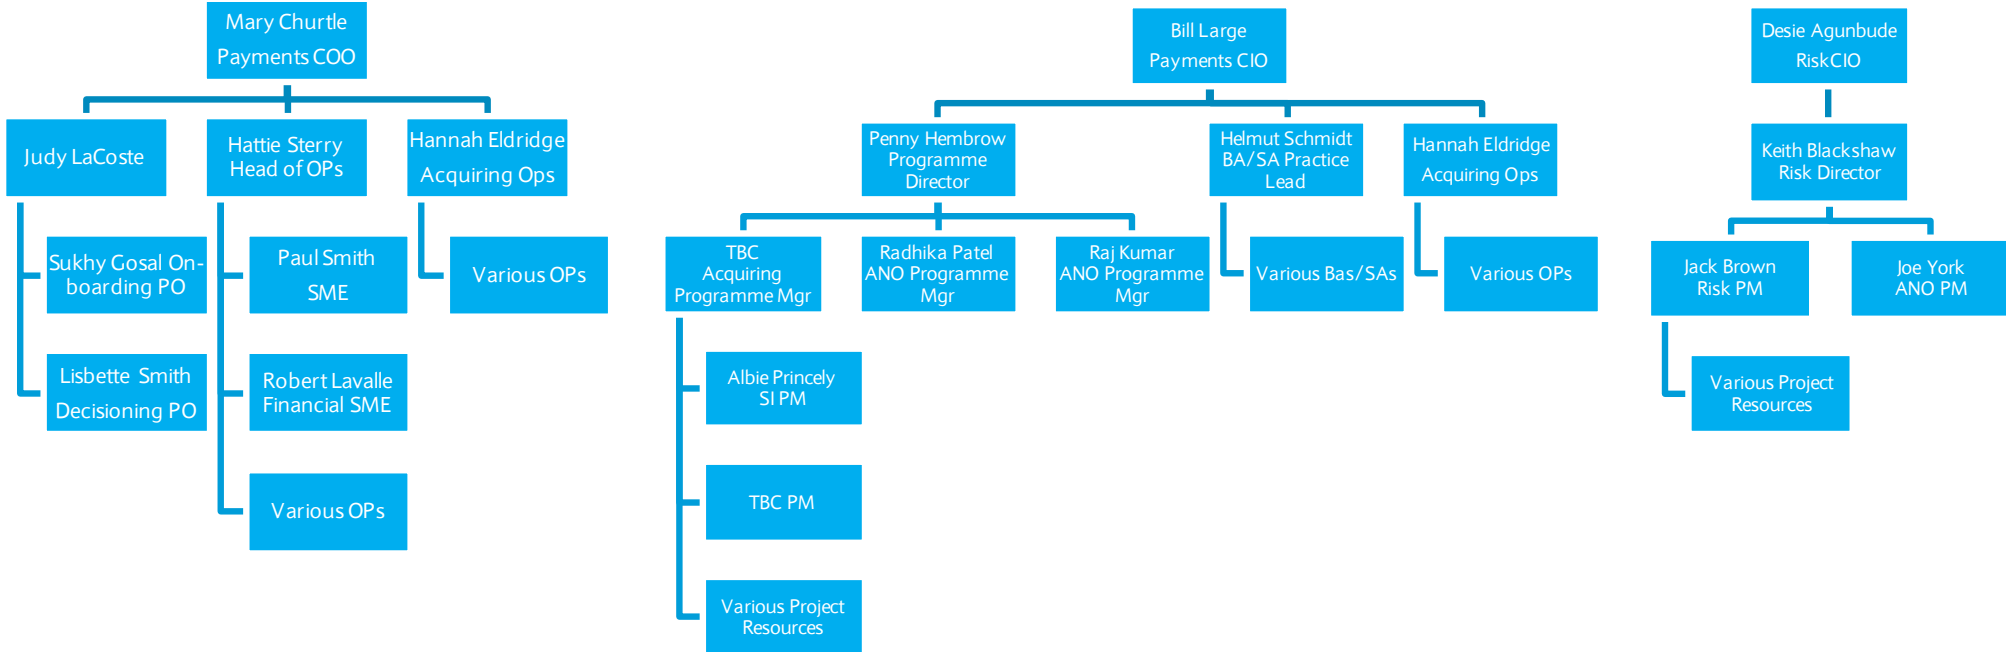 Mary Churtle
Payments COO
Judy LaCoste
Sukhy Gosal On-
boarding PO
Lisbette Smith
Decisioning PO
Hattie Sterry
Head of OPs
Paul Smith
SME
Robert Lavalle
Financial SME
Various OPs
Hannah Eldridge
Acquiring Ops
Various OPs
Bill Large
Payments CIO
Penny Hembrow
Programme
Director
TBC
Acquiring
Programme Mgr
Albie Princely
SI PM
TBC PM
Various Project
Resources
Radhika Patel
ANO Programme
Mgr
Raj Kumar
ANO Programme
Mgr
Helmut Schmidt
BA/SA Practice
Lead
Various Bas/SAs
Hannah Eldridge
Acquiring Ops
Various OPs
Desie Agunbude
RiskCIO
Keith Blackshaw
Risk Director
Jack Brown
Risk PM
Various Project
Resources
Joe York
ANO PM